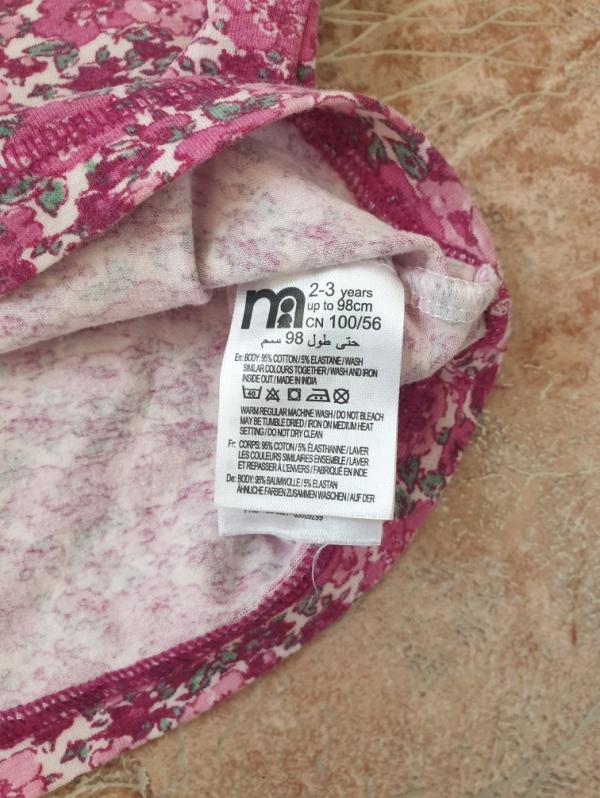 m
2-3 years
up to 98cm
CN 100/56
حتى طول 98 سم
En: BODY: 95% COTTON / 5% ELASTANE / WASH
SIMILAR COLOURS TOGETHER / WASH AND IRON
INSIDE OUT / MADE IN INDIA
40
WARM REGULAR MACHINE WASH / DO NOT BLEACH
MAY BE TUMBLE DRIED / IRON ON MEDIUM HEAT
SETTING / DO NOT DRY CLEAN
Fr: CORPS: 95% COTON / 5% ÉLASTHANNE / LAVER
LES COULEURS SIMILAIRES ENSEMBLE / LAVER
ET REPASSER À L'ENVERS / FABRIQUÉ EN INDE
De: BODY: 95% BAUMWOLLE / 5% ELASTAN
ÄHNLICHE FARBEN ZUSAMMEN WASCHEN / AUF DER